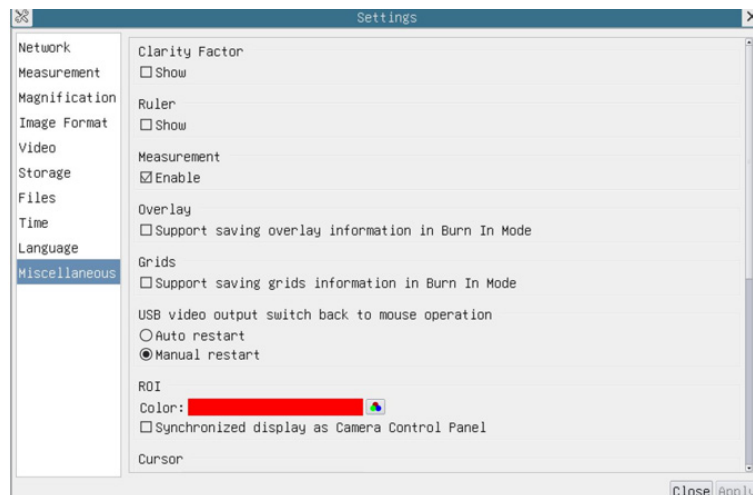 Settings
Network
Measurement
Magnification
Image Format
Video
Storage
Files
Time
Language
Miscellaneous
Clarity Factor
Show
Ruler
Show
Measurement
Enable
Overlay
Support saving overlay information in Burn In Mode
Grids
Support saving grids information in Burn In Mode
USB video output switch back to mouse operation
Auto restart
Manual restart
ROI
Color:
Synchronized display as Camera Control Panel
Cursor
Close Apply